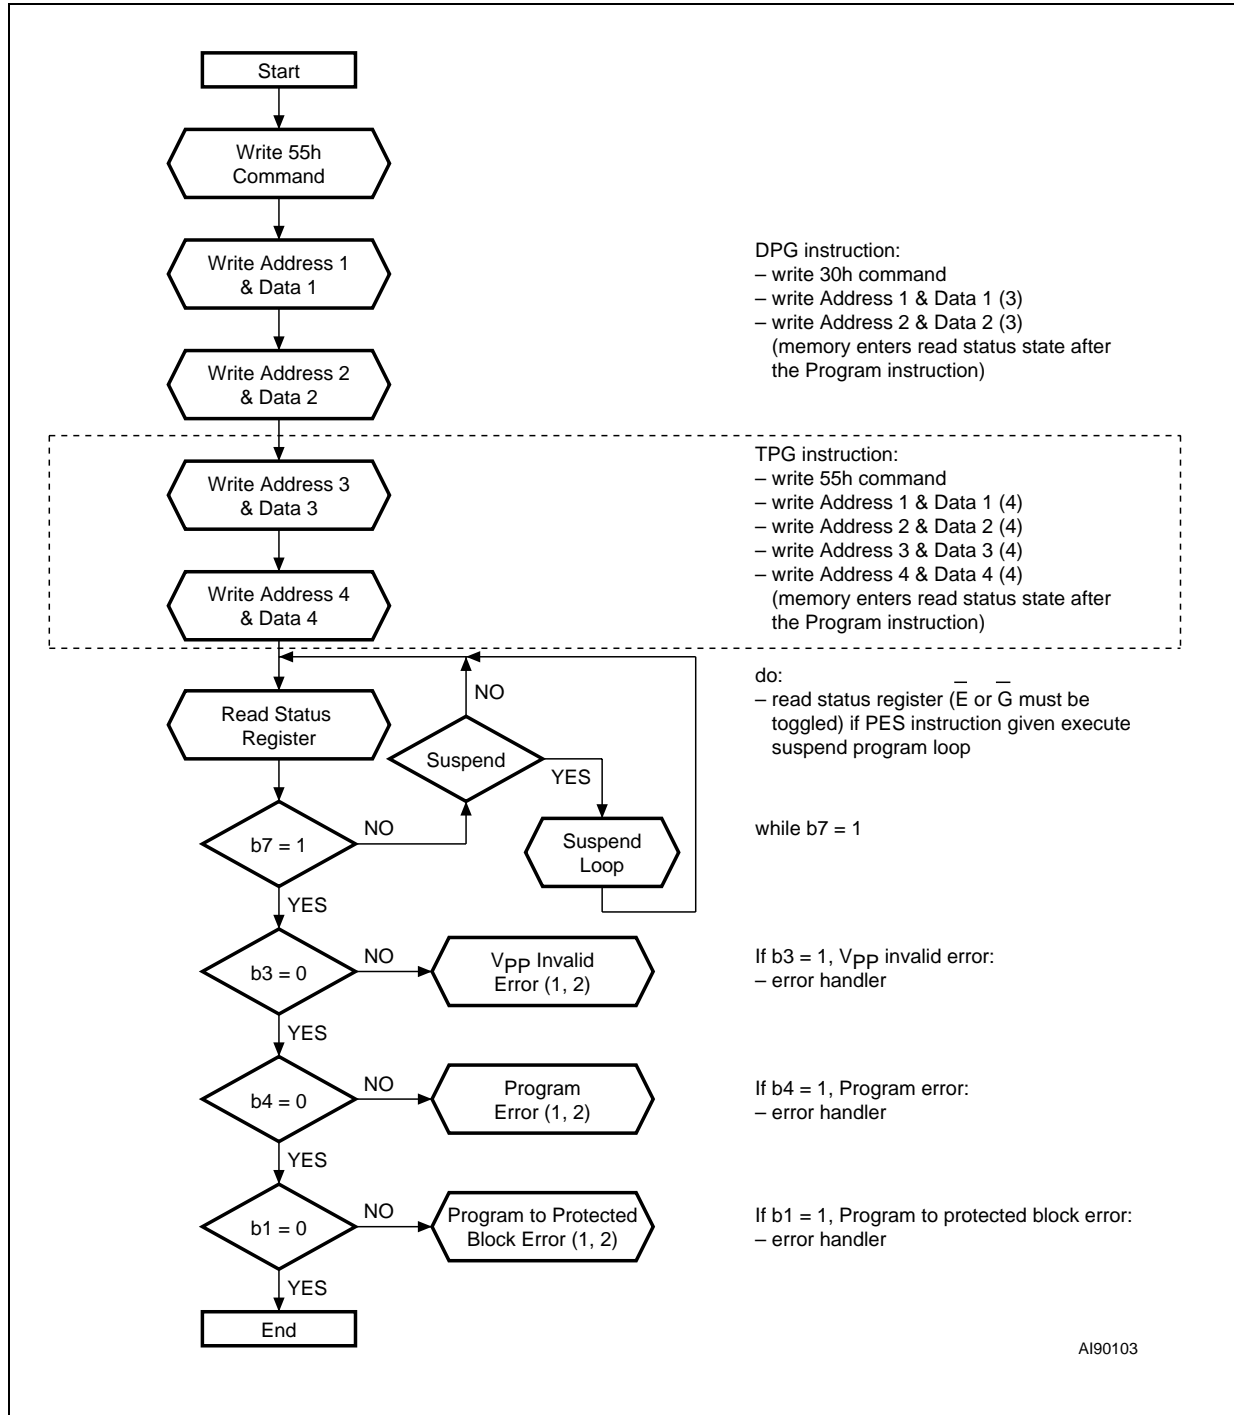 Start
Write 55h
Command
Write Address 1
& Data 1
DPG instruction:
– write 30h command
– write Address 1 & Data 1 (3)
– write Address 2 & Data 2 (3)
(memory enters read status state after
the Program instruction)
Write Address 2
& Data 2
Write Address 3
& Data 3
TPG instruction:
– write 55h command
– write Address 1 & Data 1 (4)
– write Address 2 & Data 2 (4)
– write Address 3 & Data 3 (4)
– write Address 4 & Data 4 (4)
(memory enters read status state after
the Program instruction)
Write Address 4
& Data 4
Read Status
Register
NO
Suspend
YES
do:
– read status register (E̅ or G̅ must be
toggled) if PES instruction given execute
suspend program loop
b7 = 1
NO
Suspend
Loop
while b7 = 1
YES
b3 = 0
NO
VPP Invalid
Error (1, 2)
If b3 = 1, VPP invalid error:
– error handler
YES
b4 = 0
NO
Program
Error (1, 2)
If b4 = 1, Program error:
– error handler
YES
b1 = 0
NO
Program to Protected
Block Error (1, 2)
If b1 = 1, Program to protected block error:
– error handler
YES
End
AI90103